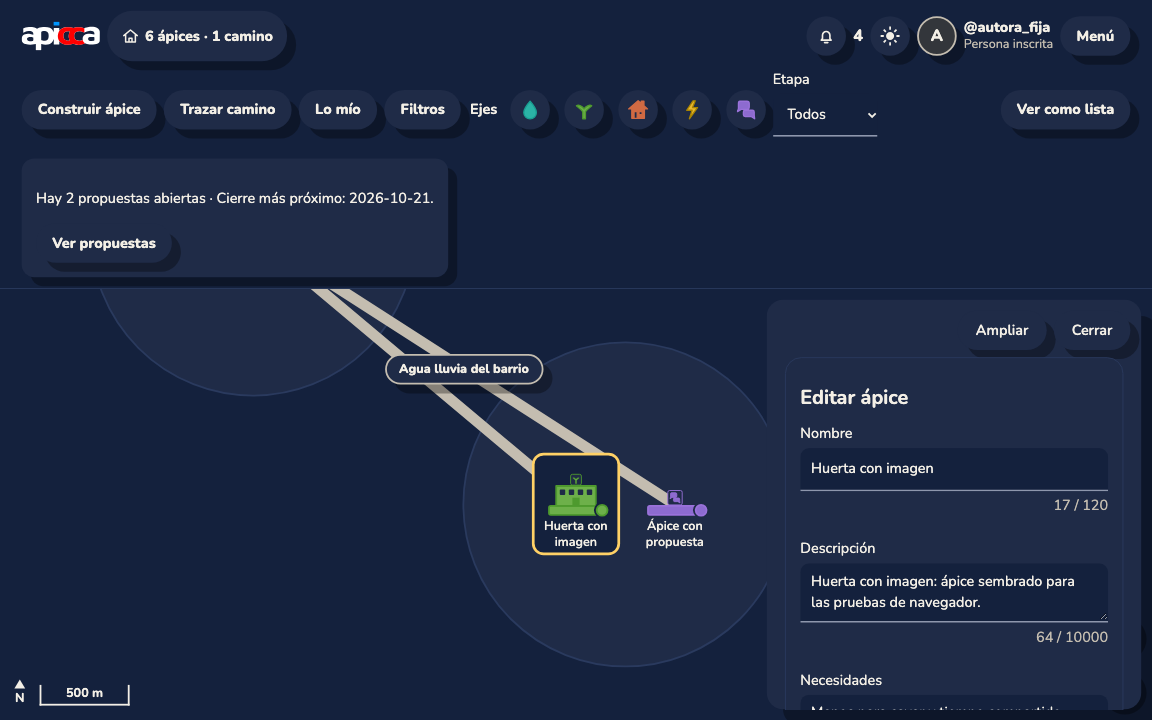 apicca
6 ápices · 1 camino
4
A
@autora_fija
Persona inscrita
Menú
Construir ápice
Trazar camino
Lo mío
Filtros
Ejes
Etapa
Todos
Ver como lista
Hay 2 propuestas abiertas · Cierre más próximo: 2026-10-21.
Ver propuestas
Agua lluvia del barrio
Huerta con
imagen
Ápice con
propuesta
N
500 m
Ampliar
Cerrar
Editar ápice
Nombre
Huerta con imagen
17 / 120
Descripción
Huerta con imagen: ápice sembrado para
las pruebas de navegador.
64 / 10000
Necesidades